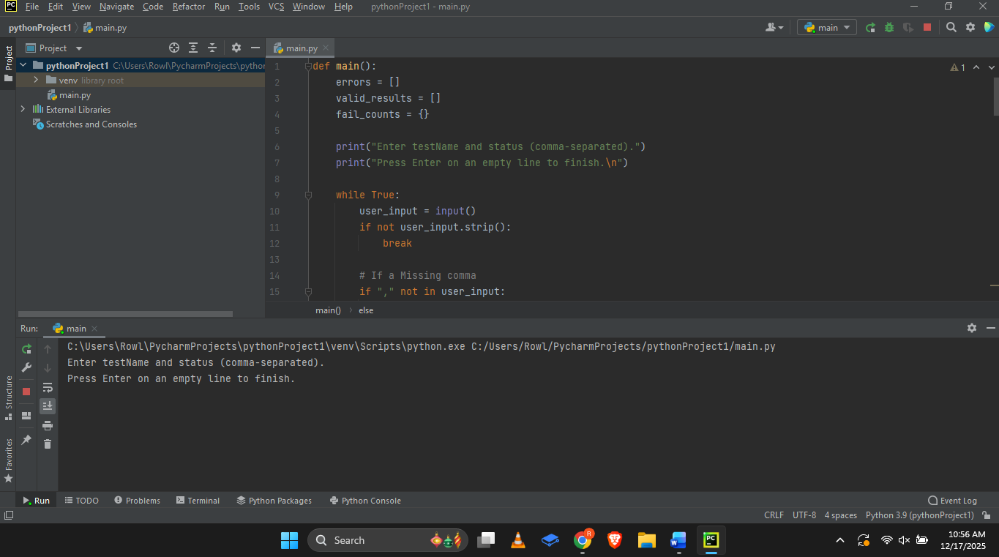 PC File Edit View Navigate Code Refactor Run Tools VCS Window Help pythonProject1 - main.py
pythonProject1 main.py main
Project main.py
Project
pythonProject1 C:\Users\Rowl\PycharmProjects\python
venv library root
main.py
External Libraries
Scratches and Consoles
1 def main():
2 errors = []
3 valid_results = []
4 fail_counts = {}
5
6 print("Enter testName and status (comma-separated).")
7 print("Press Enter on an empty line to finish.\n")
8
9 while True:
10 user_input = input()
11 if not user_input.strip():
12 break
13
14 # If a Missing comma
15 if "," not in user_input:
1
main() else
Run: main
C:\Users\Rowl\PycharmProjects\pythonProject1\venv\Scripts\python.exe C:/Users/Rowl/PycharmProjects/pythonProject1/main.py
Enter testName and status (comma-separated).
Press Enter on an empty line to finish.
Structure
Favorites
Run TODO Problems Terminal Python Packages Python Console Event Log
CRLF UTF-8 4 spaces Python 3.9 (pythonProject1)
Search R W PC 10:56 AM
12/17/2025